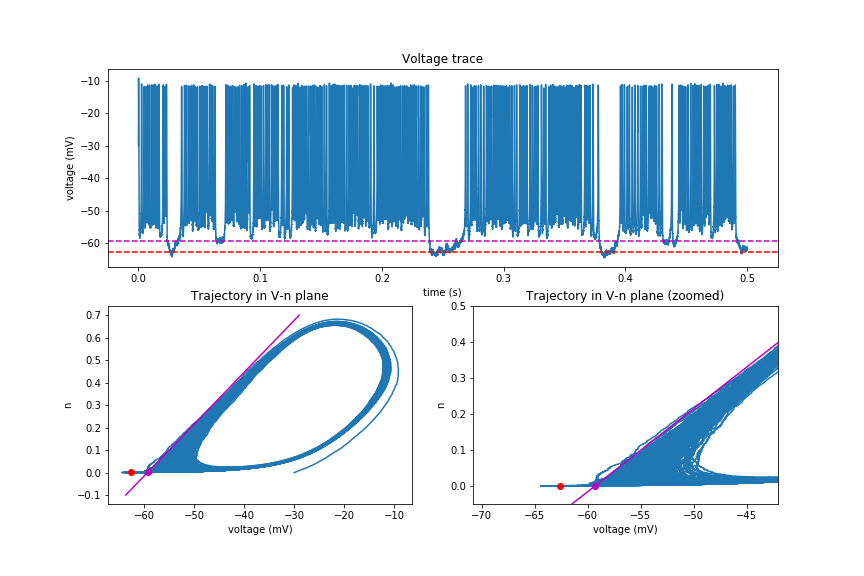 Voltage trace
voltage (mV)
−10
−20
−30
−40
−50
−60
0.0 0.1 0.2 0.3 0.4 0.5
time (s)
Trajectory in V-n plane
n
0.7
0.6
0.5
0.4
0.3
0.2
0.1
0.0
−0.1
−60 −50 −40 −30 −20 −10
voltage (mV)
Trajectory in V-n plane (zoomed)
n
0.5
0.4
0.3
0.2
0.1
0.0
−70 −65 −60 −55 −50 −45
voltage (mV)